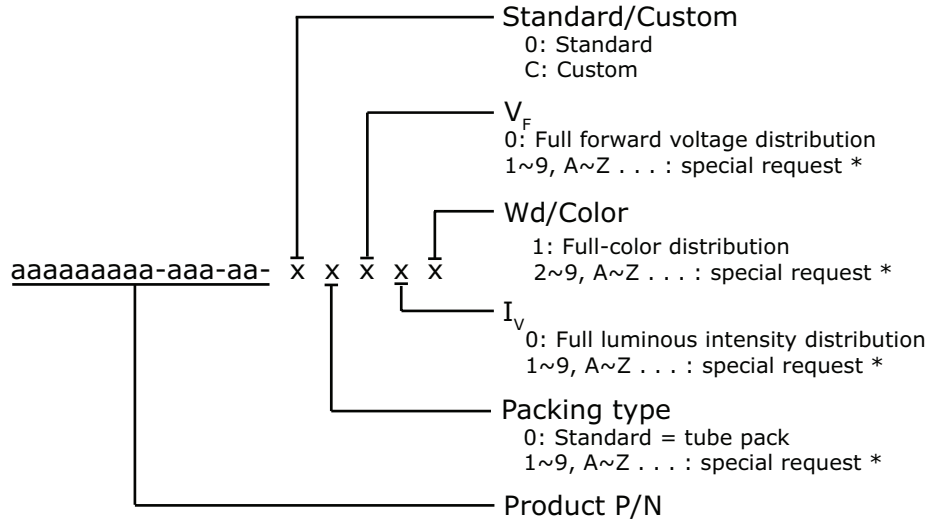 Standard/Custom
0: Standard
C: Custom
VF
0: Full forward voltage distribution
1~9, A~Z . . . : special request *
Wd/Color
1: Full-color distribution
2~9, A~Z . . . : special request *
aaaaaaaaa-aaa-aa- x x x x x
IV
0: Full luminous intensity distribution
1~9, A~Z . . . : special request *
Packing type
0: Standard = tube pack
1~9, A~Z . . . : special request *
Product P/N